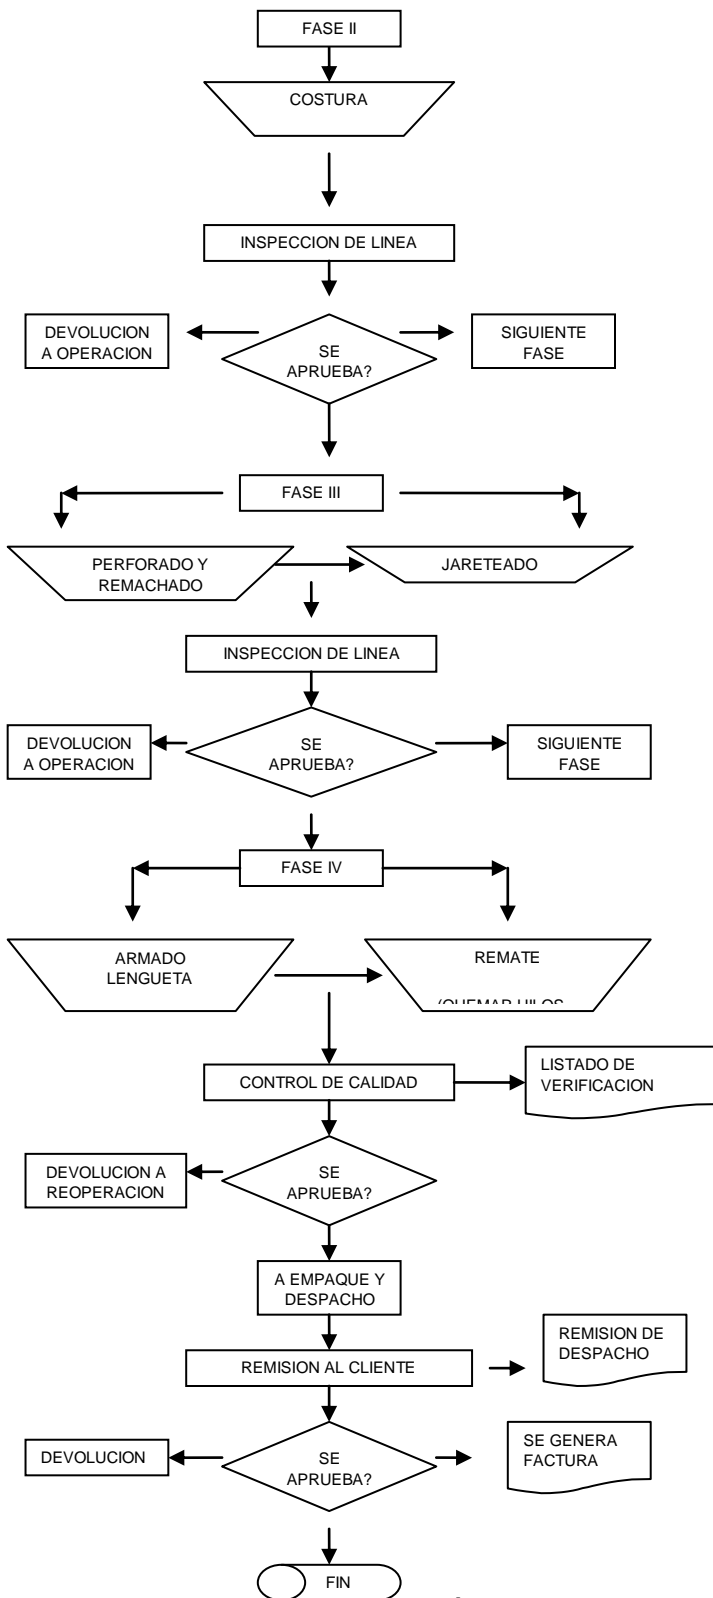 FASE II
COSTURA
INSPECCION DE LINEA
DEVOLUCION
A OPERACION
SE
APRUEBA?
SIGUIENTE
FASE
FASE III
PERFORADO Y
REMACHADO
JARETEADO
INSPECCION DE LINEA
DEVOLUCION
A OPERACION
SE
APRUEBA?
SIGUIENTE
FASE
FASE IV
ARMADO
LENGUETA
REMATE
(QUEMAR HILOS
CONTROL DE CALIDAD
LISTADO DE
VERIFICACION
DEVOLUCION A
REOPERACION
SE
APRUEBA?
A EMPAQUE Y
DESPACHO
REMISION AL CLIENTE
REMISION DE
DESPACHO
DEVOLUCION
SE
APRUEBA?
SE GENERA
FACTURA
FIN